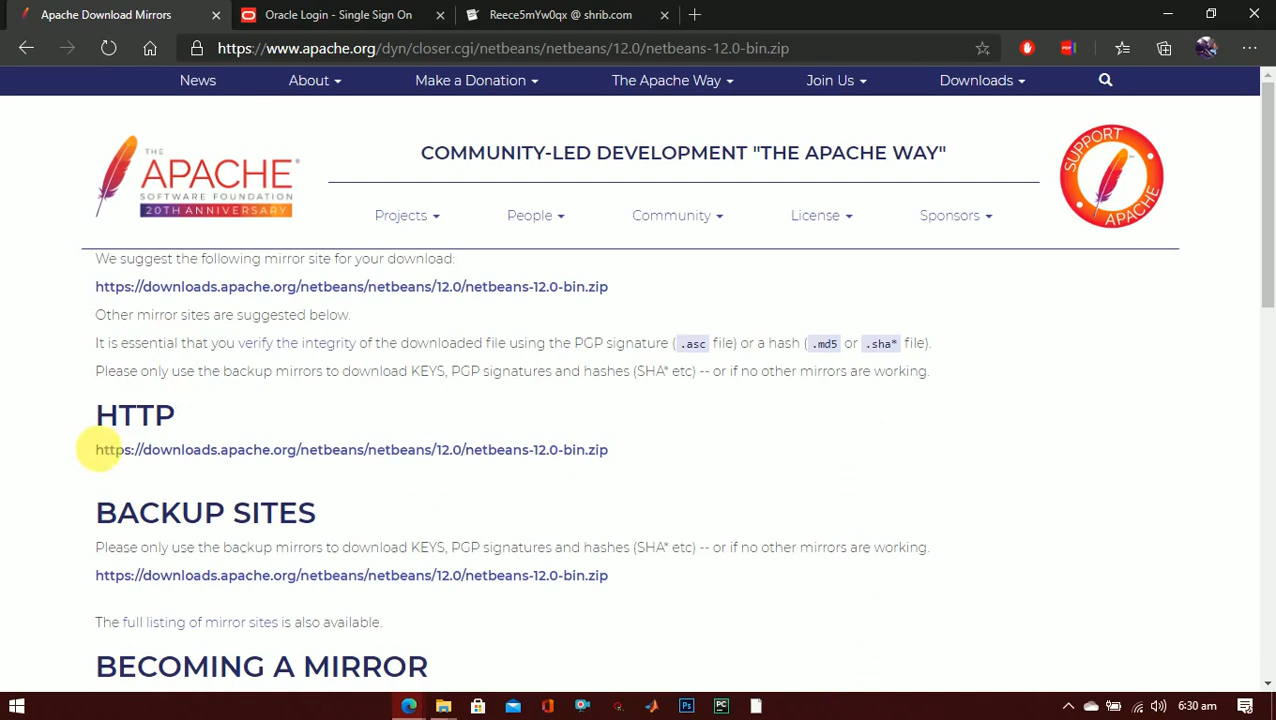 Apache Download Mirrors
Oracle Login - Single Sign On
Reece5mYw0qx @ shrib.com
https://www.apache.org/dyn/closer.cgi/netbeans/netbeans/12.0/netbeans-12.0-bin.zip
News About Make a Donation The Apache Way Join Us Downloads
THE
APACHE®
SOFTWARE FOUNDATION
20TH ANNIVERSARY
COMMUNITY-LED DEVELOPMENT "THE APACHE WAY"
SUPPORT
APACHE
Projects People Community License Sponsors
We suggest the following mirror site for your download:
https://downloads.apache.org/netbeans/netbeans/12.0/netbeans-12.0-bin.zip
Other mirror sites are suggested below.
It is essential that you verify the integrity of the downloaded file using the PGP signature (.asc file) or a hash (.md5 or .sha* file).
Please only use the backup mirrors to download KEYS, PGP signatures and hashes (SHA* etc) -- or if no other mirrors are working.
HTTP
https://downloads.apache.org/netbeans/netbeans/12.0/netbeans-12.0-bin.zip
BACKUP SITES
Please only use the backup mirrors to download KEYS, PGP signatures and hashes (SHA* etc) -- or if no other mirrors are working.
https://downloads.apache.org/netbeans/netbeans/12.0/netbeans-12.0-bin.zip
The full listing of mirror sites is also available.
BECOMING A MIRROR
Ps
PC
6:30 am